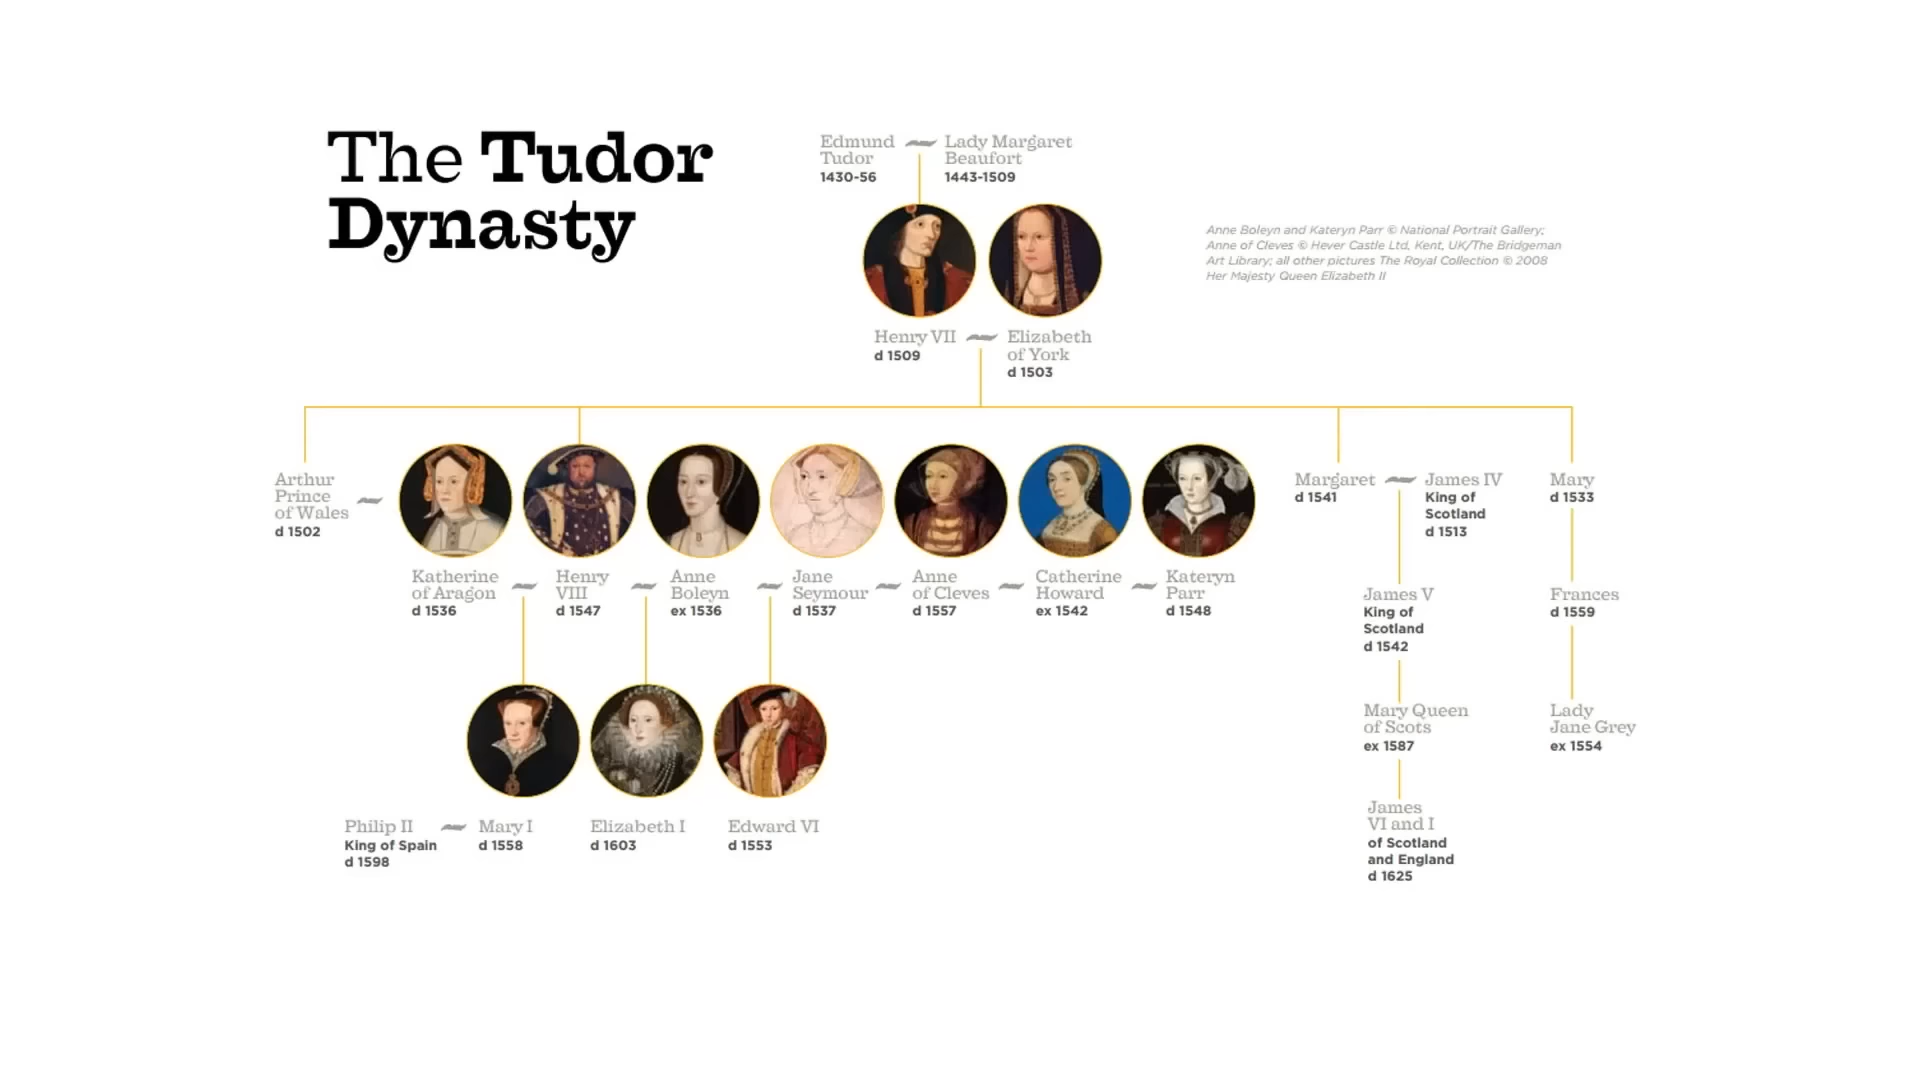 The Tudor
Dynasty
Edmund
Tudor
1430-56
Lady Margaret
Beaufort
1443-1509
Anne Boleyn and Kateryn Parr © National Portrait Gallery;
Anne of Cleves © Hever Castle Ltd, Kent, UK/The Bridgeman
Art Library; all other pictures The Royal Collection © 2008
Her Majesty Queen Elizabeth II
Henry VII
d 1509
Elizabeth
of York
d 1503
Arthur
Prince
of Wales
d 1502
Katherine
of Aragon
d 1536
Henry
VIII
d 1547
Anne
Boleyn
ex 1536
Jane
Seymour
d 1537
Anne
of Cleves
d 1557
Catherine
Howard
ex 1542
Kateryn
Parr
d 1548
Margaret
d 1541
James IV
King of
Scotland
d 1513
Mary
d 1533
James V
King of
Scotland
d 1542
Frances
d 1559
Mary Queen
of Scots
ex 1587
Lady
Jane Grey
ex 1554
Philip II
King of Spain
d 1598
Mary I
d 1558
Elizabeth I
d 1603
Edward VI
d 1553
James
VI and I
of Scotland
and England
d 1625